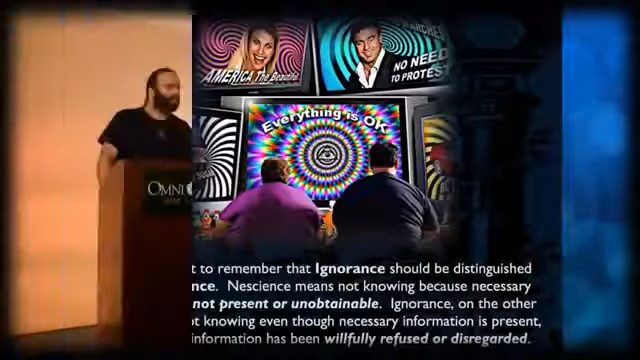 AMERICA The Beautiful
NO NEED
TO PROTEST
Everything is OK
OMNI
t to remember that Ignorance should be distinguished
nce. Nescience means not knowing because necessary
not present or unobtainable. Ignorance, on the other
t knowing even though necessary information is present,
information has been willfully refused or disregarded.